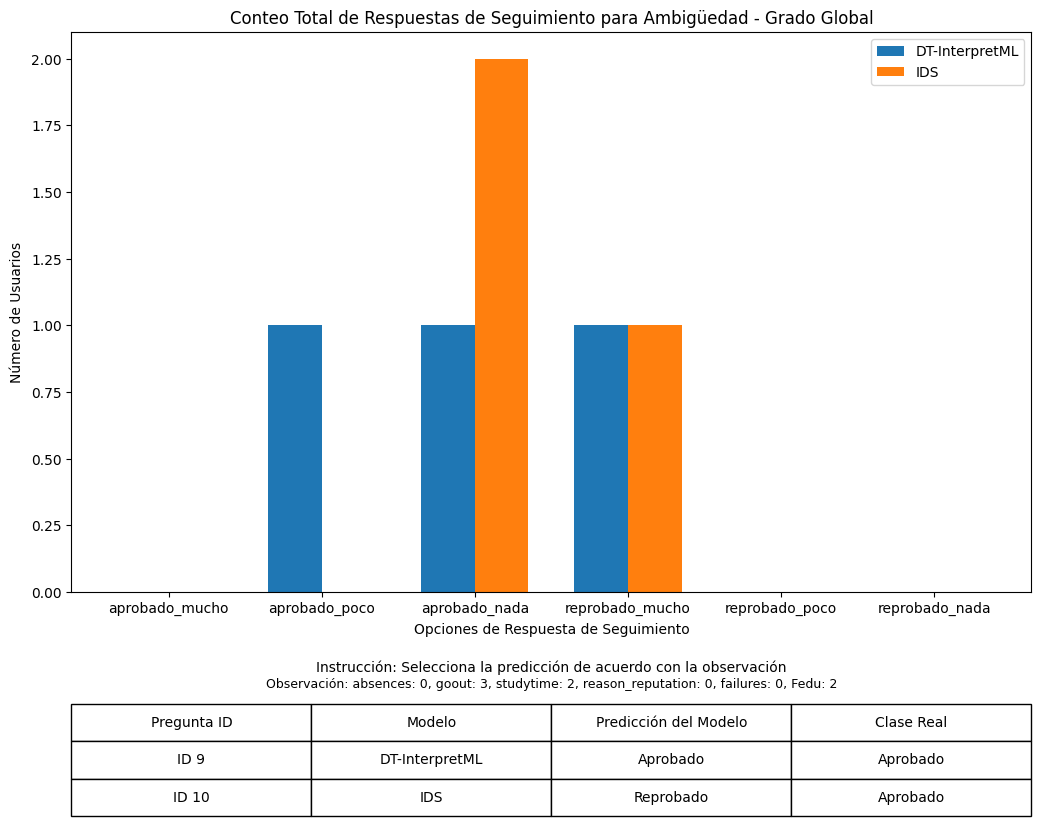 Conteo Total de Respuestas de Seguimiento para Ambigüedad - Grado Global
DT-InterpretML
IDS
Número de Usuarios
2.00
1.75
1.50
1.25
1.00
0.75
0.50
0.25
0.00
aprobado_mucho aprobado_poco aprobado_nada reprobado_mucho reprobado_poco reprobado_nada
Opciones de Respuesta de Seguimiento
Instrucción: Selecciona la predicción de acuerdo con la observación
Observación: absences: 0, goout: 3, studytime: 2, reason_reputation: 0, failures: 0, Fedu: 2
Pregunta ID Modelo Predicción del Modelo Clase Real
ID 9 DT-InterpretML Aprobado Aprobado
ID 10 IDS Reprobado Aprobado